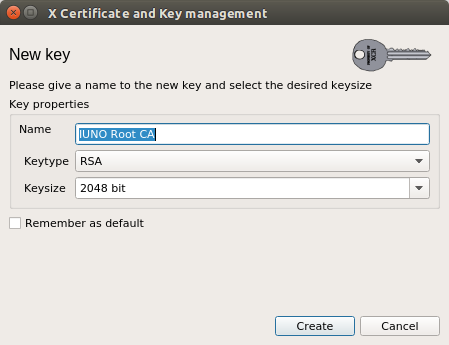 X Certificate and Key management
New key
Please give a name to the new key and select the desired keysize
Key properties
Name
IUNO Root CA
Keytype
RSA
Keysize
2048 bit
Remember as default
Create
Cancel